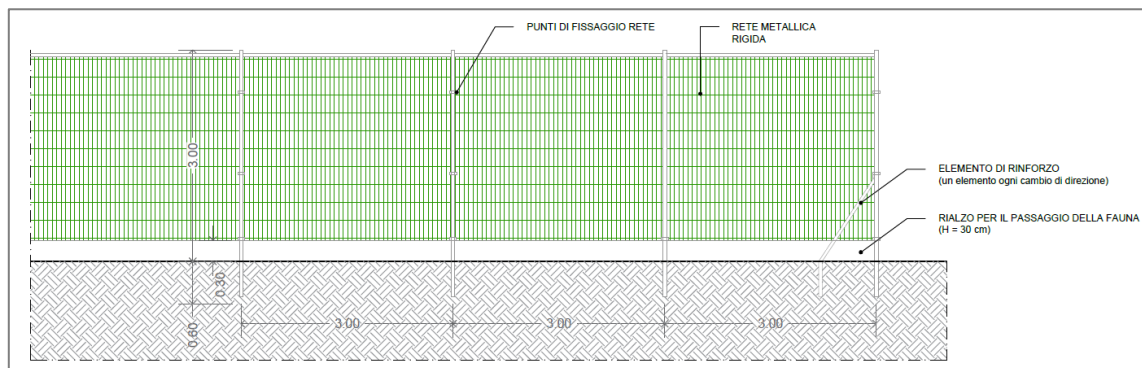 PUNTI DI FISSAGGIO RETE
RETE METALLICA
RIGIDA
3.00
ELEMENTO DI RINFORZO
(un elemento ogni cambio di direzione)
RIALZO PER IL PASSAGGIO DELLA FAUNA
(H = 30 cm)
0.30
0.60
3.00
3.00
3.00